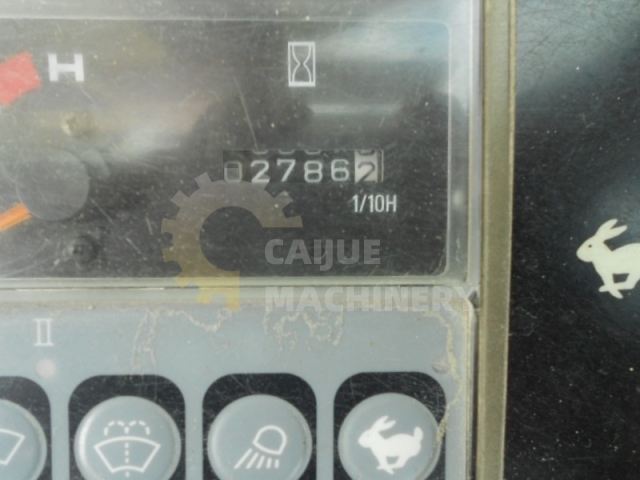 H
027862
1/10H
CAIJUE
MACHINERY
II